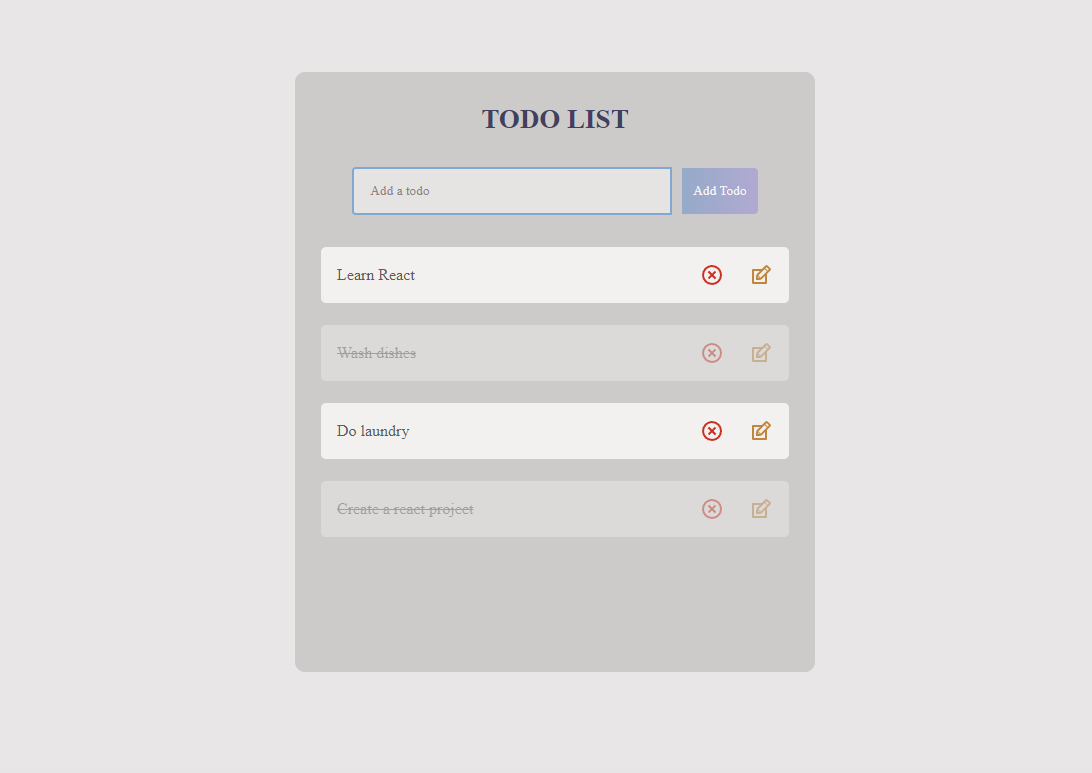 TODO LIST
Add a todo
Add Todo
Learn React
Wash dishes
Do laundry
Create a react project